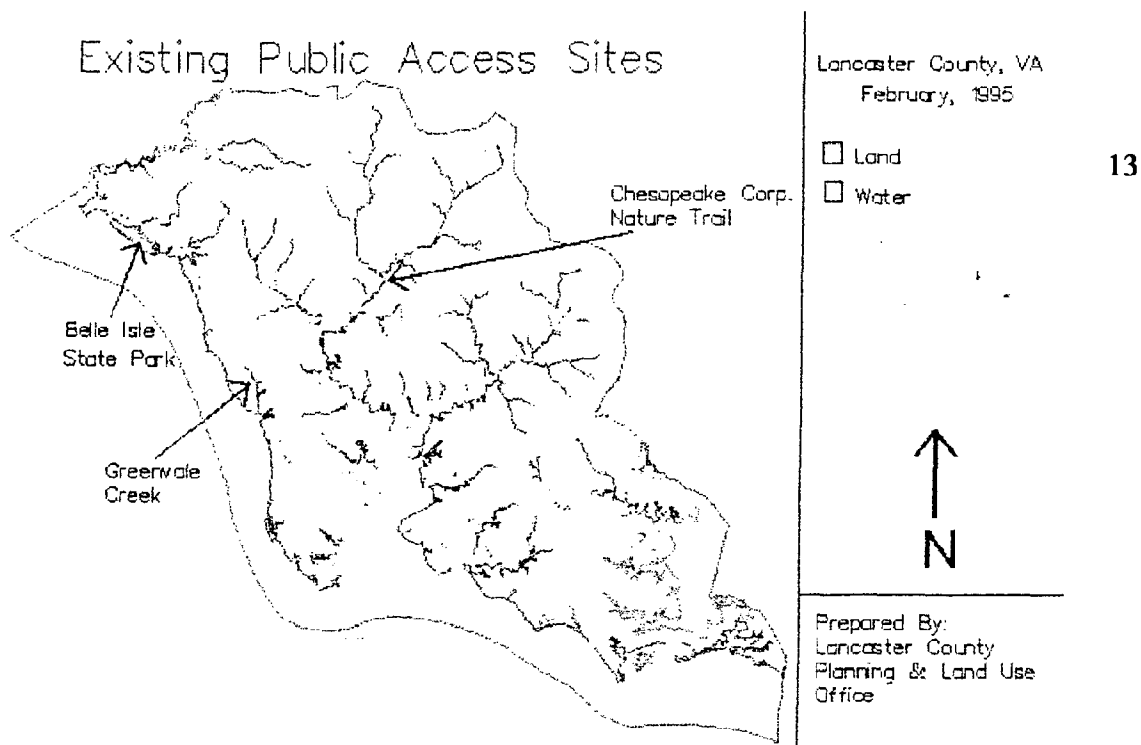 Existing Public Access Sites
Chesapeake Corp.
Nature Trail
Belle Isle
State Park
Greenvale
Creek
Lancaster County, VA
February, 1995
Land
Water
13
N
Prepared By:
Lancaster County
Planning & Land Use
Office